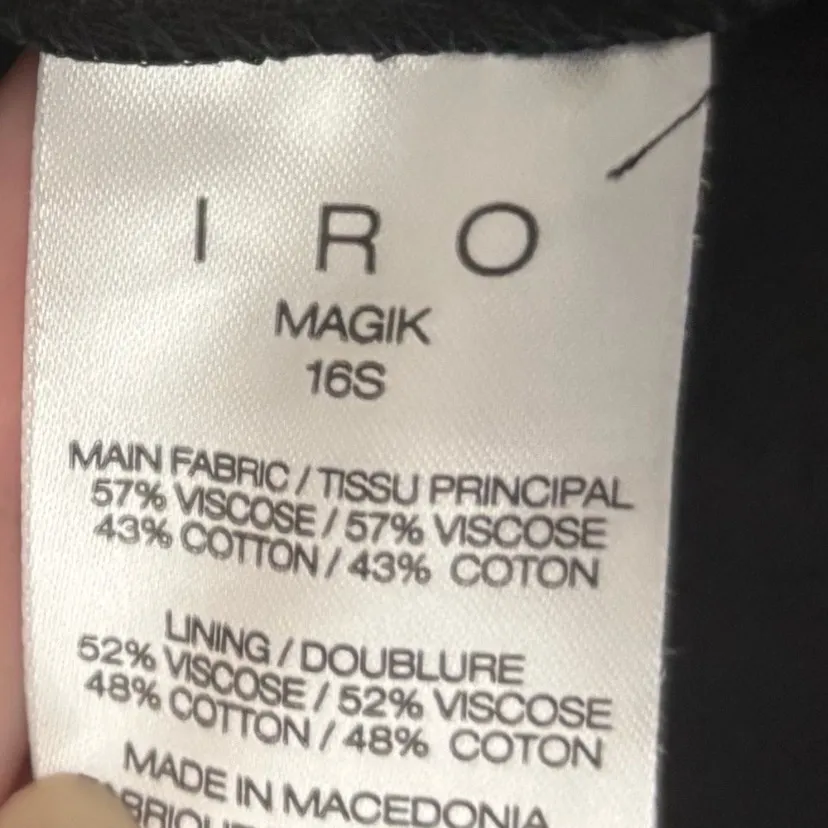 I R O
MAGIK
16S
MAIN FABRIC / TISSU PRINCIPAL
57% VISCOSE / 57% VISCOSE
43% COTTON / 43% COTON
LINING / DOUBLURE
52% VISCOSE / 52% VISCOSE
48% COTTON / 48% COTON
MADE IN MACEDONIA